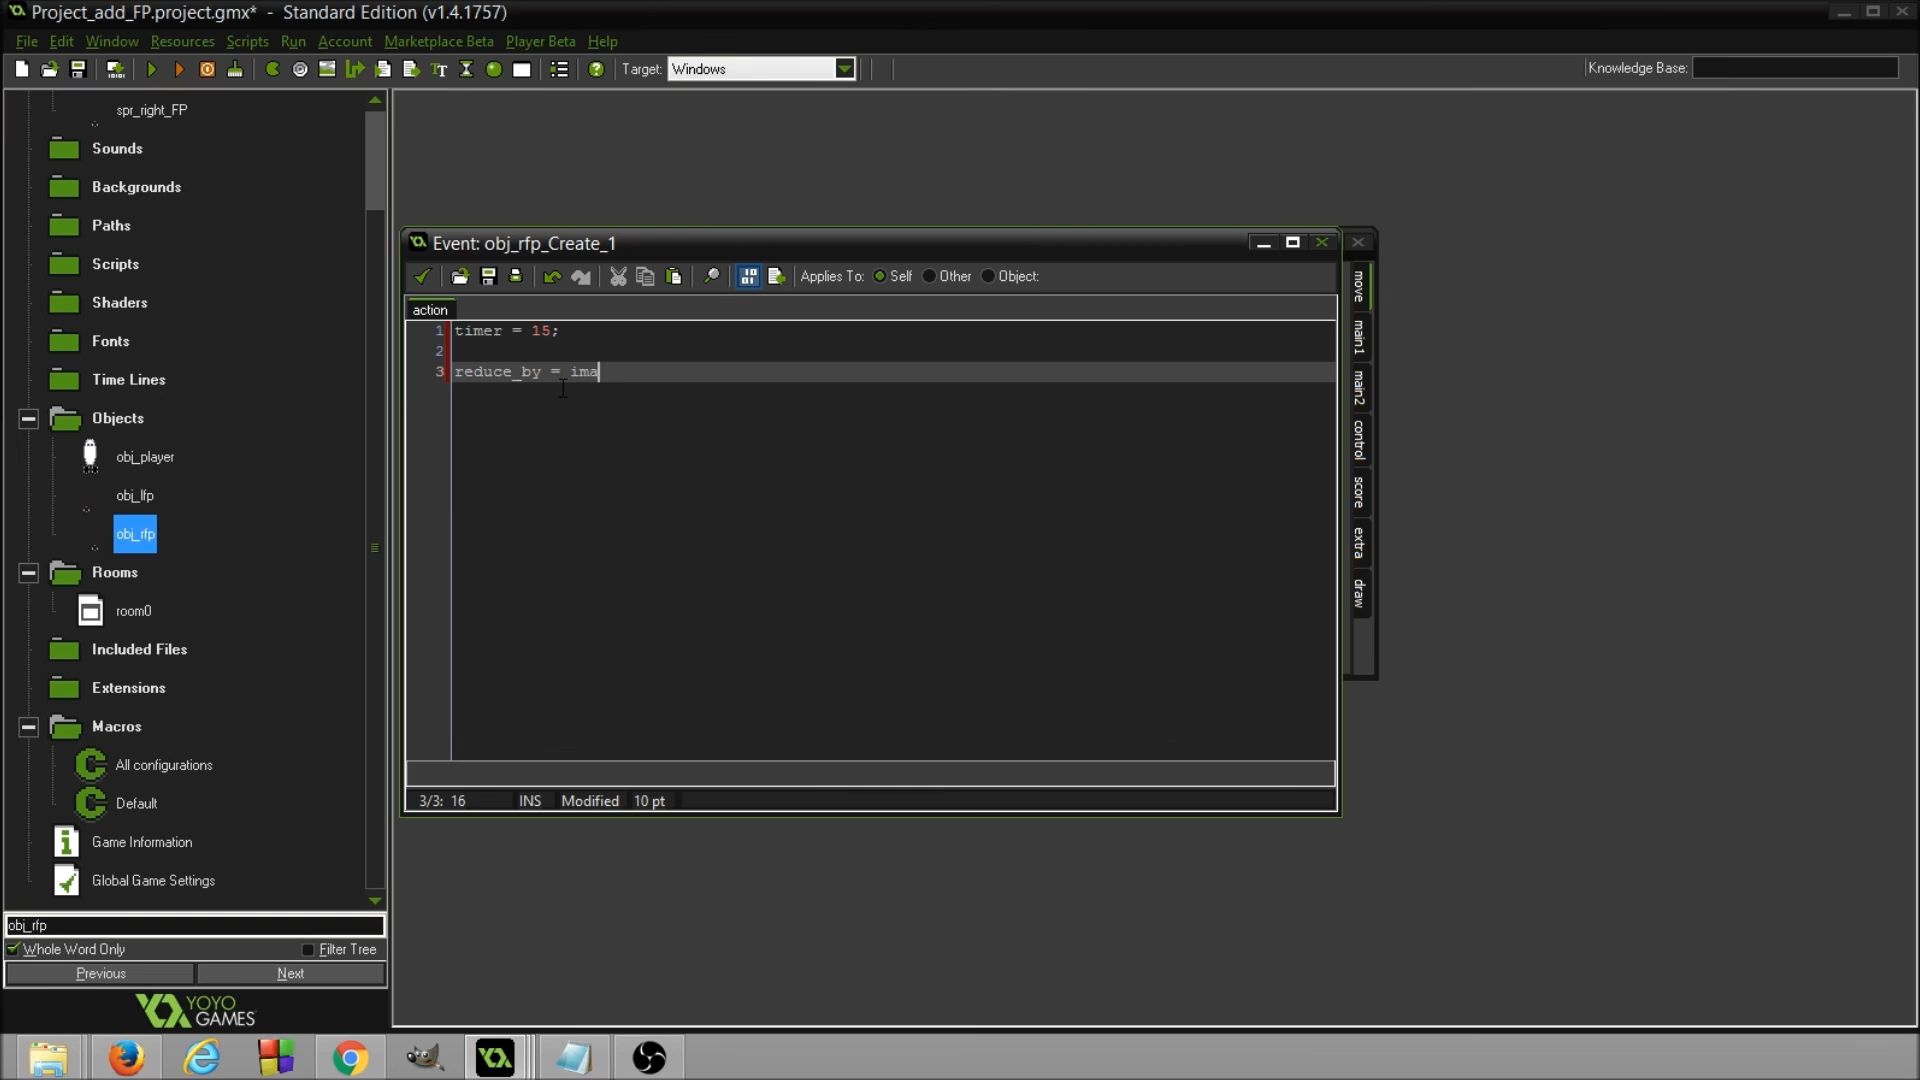 Project_add_FP.project.gmx* - Standard Edition (v1.4.1757)
File Edit Window Resources Scripts Run Account Marketplace Beta Player Beta Help
Target: Windows
Knowledge Base:
spr_right_FP
Sounds
Backgrounds
Paths
Scripts
Shaders
Fonts
Time Lines
Objects
obj_player
obj_lfp
obj_rfp
Rooms
room0
Included Files
Extensions
Macros
All configurations
Default
Game Information
Global Game Settings
obj_rfp
Whole Word Only Filter Tree
Previous Next
YOYO
GAMES
Event: obj_rfp_Create_1
Applies To: Self Other Object:
action
1 timer = 15;
2
3 reduce_by = ima
3/3: 16 INS Modified 10 pt
move
main1
main2
control
score
extra
draw